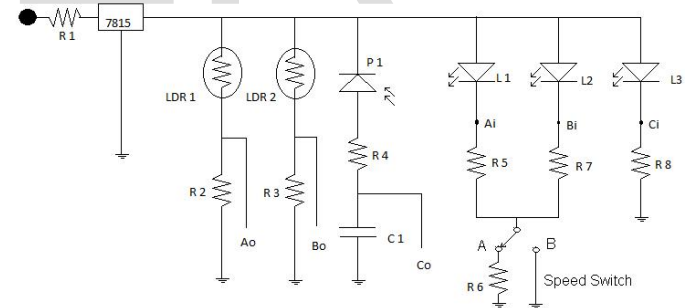 R 1
7815
LDR 1
LDR 2
P 1
R 4
R 2
R 3
C 1
Ao
Bo
Co
L 1
L2
L3
Ai
Bi
Ci
R 5
R 7
R 8
A
B
R 6
Speed Switch